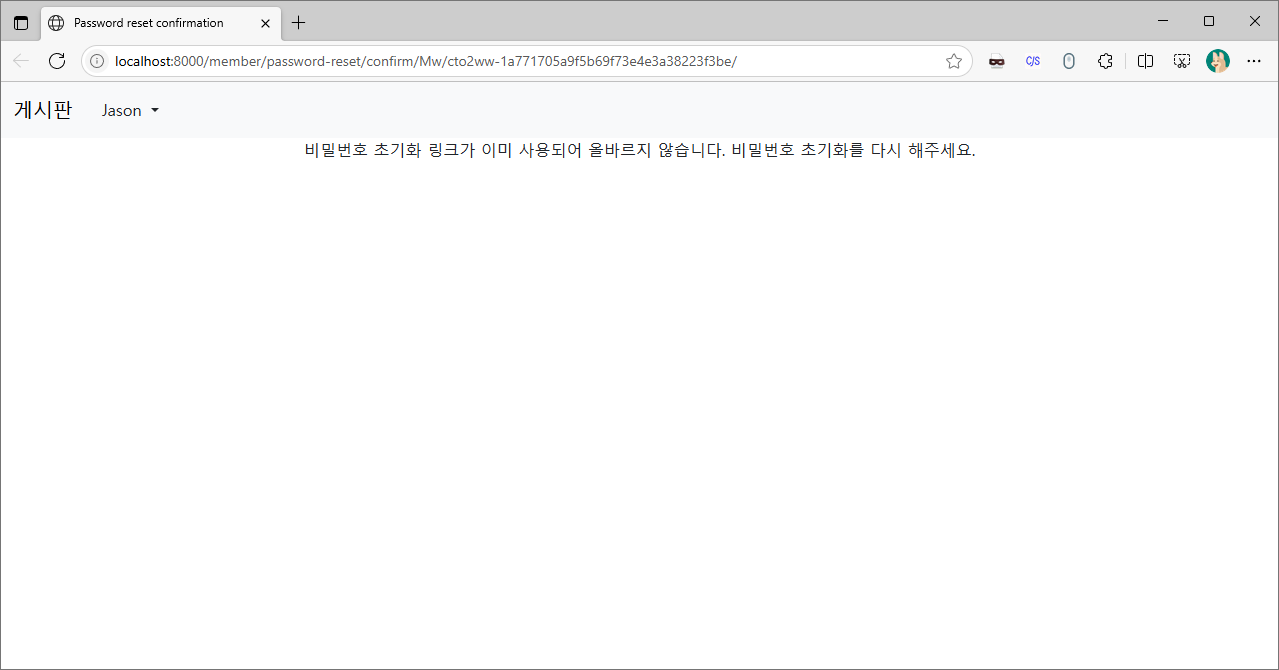 Password reset confirmation
localhost:8000/member/password-reset/confirm/Mw/cto2ww-1a771705a9f5b69f73e4e3a38223f3be/
C/S
게시판 Jason
비밀번호 초기화 링크가 이미 사용되어 올바르지 않습니다. 비밀번호 초기화를 다시 해주세요.